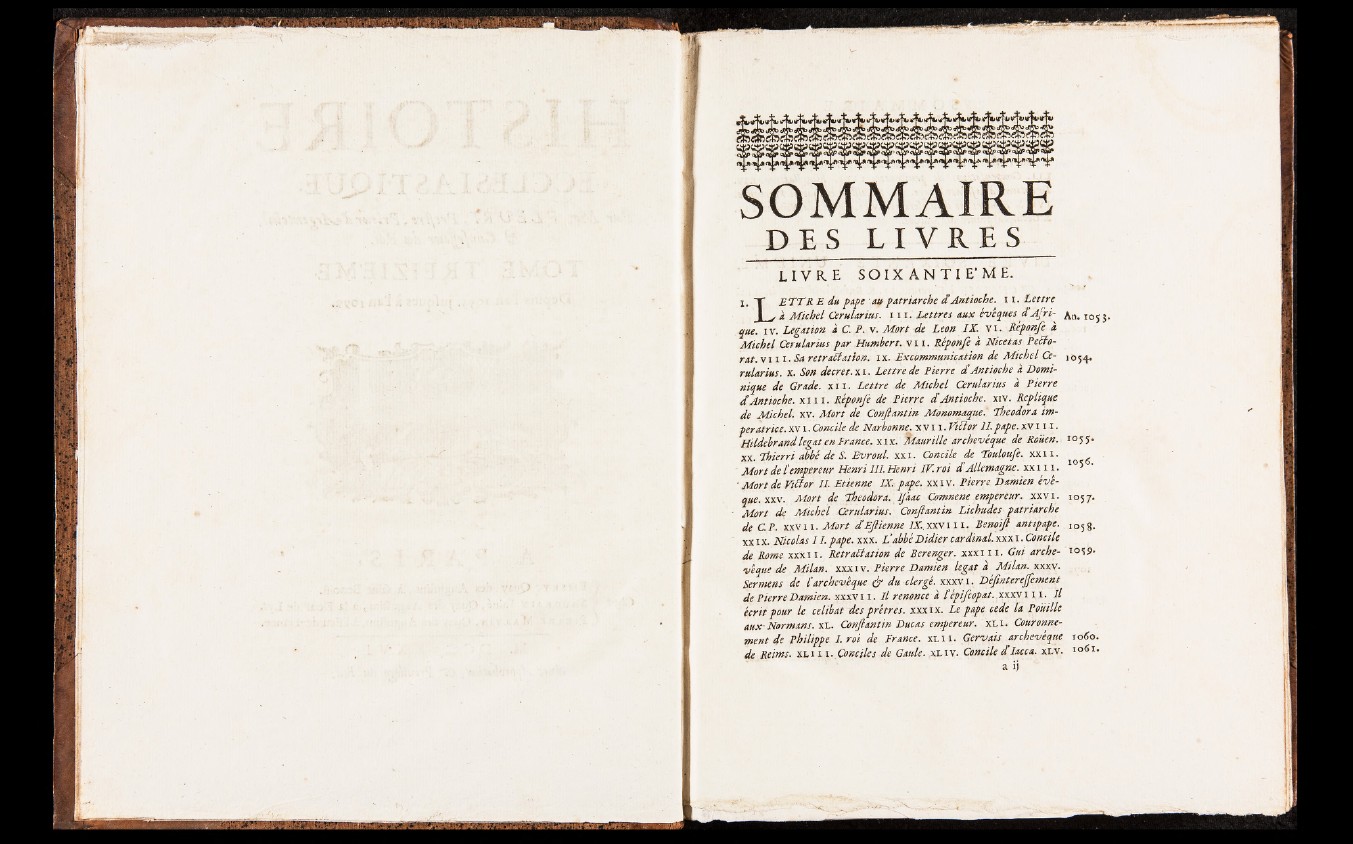 SOMMAIRE
DES LIVRES
LIVRE SOIXANTIE'ME.
I. LETTRE du pape au patriarche d'Antioche. II. Lettre
à Michel Cerularius. III. Lettres aux évêques d'Afri- An. 1053.
que. IV. Legation à C. P. V. Mort de Leon IX. VI. Réponſe à
Michel Cerularius par Humbert. VII. Réponſe à Nicetas Pecto-
rat. VIII. Sa retractation. IX. Excommunication de Michel Ce- 1054.
rularius. X. Son decret. XI. Lettre de Pierre d'Antioche à Domi-
nique de Grade. XII. Lettre de Michel Cerularius à Pierre
d'Antioche. XIII. Réponſe de Pierre d'Antioche. XIV. Replique
de Michel. XV. Mort de Conſtantin Monomaque. Theodora im-
peratrice. XVI. Concile de Narbonne. XVII. Victor II. pape. XVIII.
Hildebrand legat en France. XIX. Maurille archevêque de Roüen. 1055.
XX. Thierri abbé de S. Evroul. XXI. Concile de Toulouſe. XXII.
Mort de l'empereur Henri III. Henri IV. roi d'Allemagne. XXIII. 1056.
Mort de Victor II. Etienne IX. pape. XXIV. Pierre Damien évê-
que. XXV. Mort de Theodora. Iſaac Comnene empereur. XXVI. 1057.
Mort de Michel Cerularius. Conſtantin Lichudes patriarche
de C. P. XXVII. Mort d'Eſtienne IX. XXVIII. Benoiſt antipape. 1058.
XXIX. Nicolas II. pape. XXX. L'abbé Didier cardinal. XXXI. Concile
de Rome XXXII. Retractation de Berenger. XXXIII. Gui arche- 1059.
vêque de Milan. XXXIV. Pierre Damien legat à Milan. XXXV.
Sermens de l'archevêque & du clergé. XXXVI. Déſintereſſement
de Pierre Damien. XXXVII. Il renonce à l'épiſcopat. XXXVIII. Il
écrit pour le celibat des prêtres. XXXIX. Le pape cede la Poüille
aux Normans. XL. Conſtantin Ducas empereur. XLI. Couronne-
ment de Philippe I. roi de France. XLII. Gervais archevêque 1060.
de Reims. XLIII. Conciles de Gaule. XLIV. Concile d'Iacca. XLV. 1061.
a ij